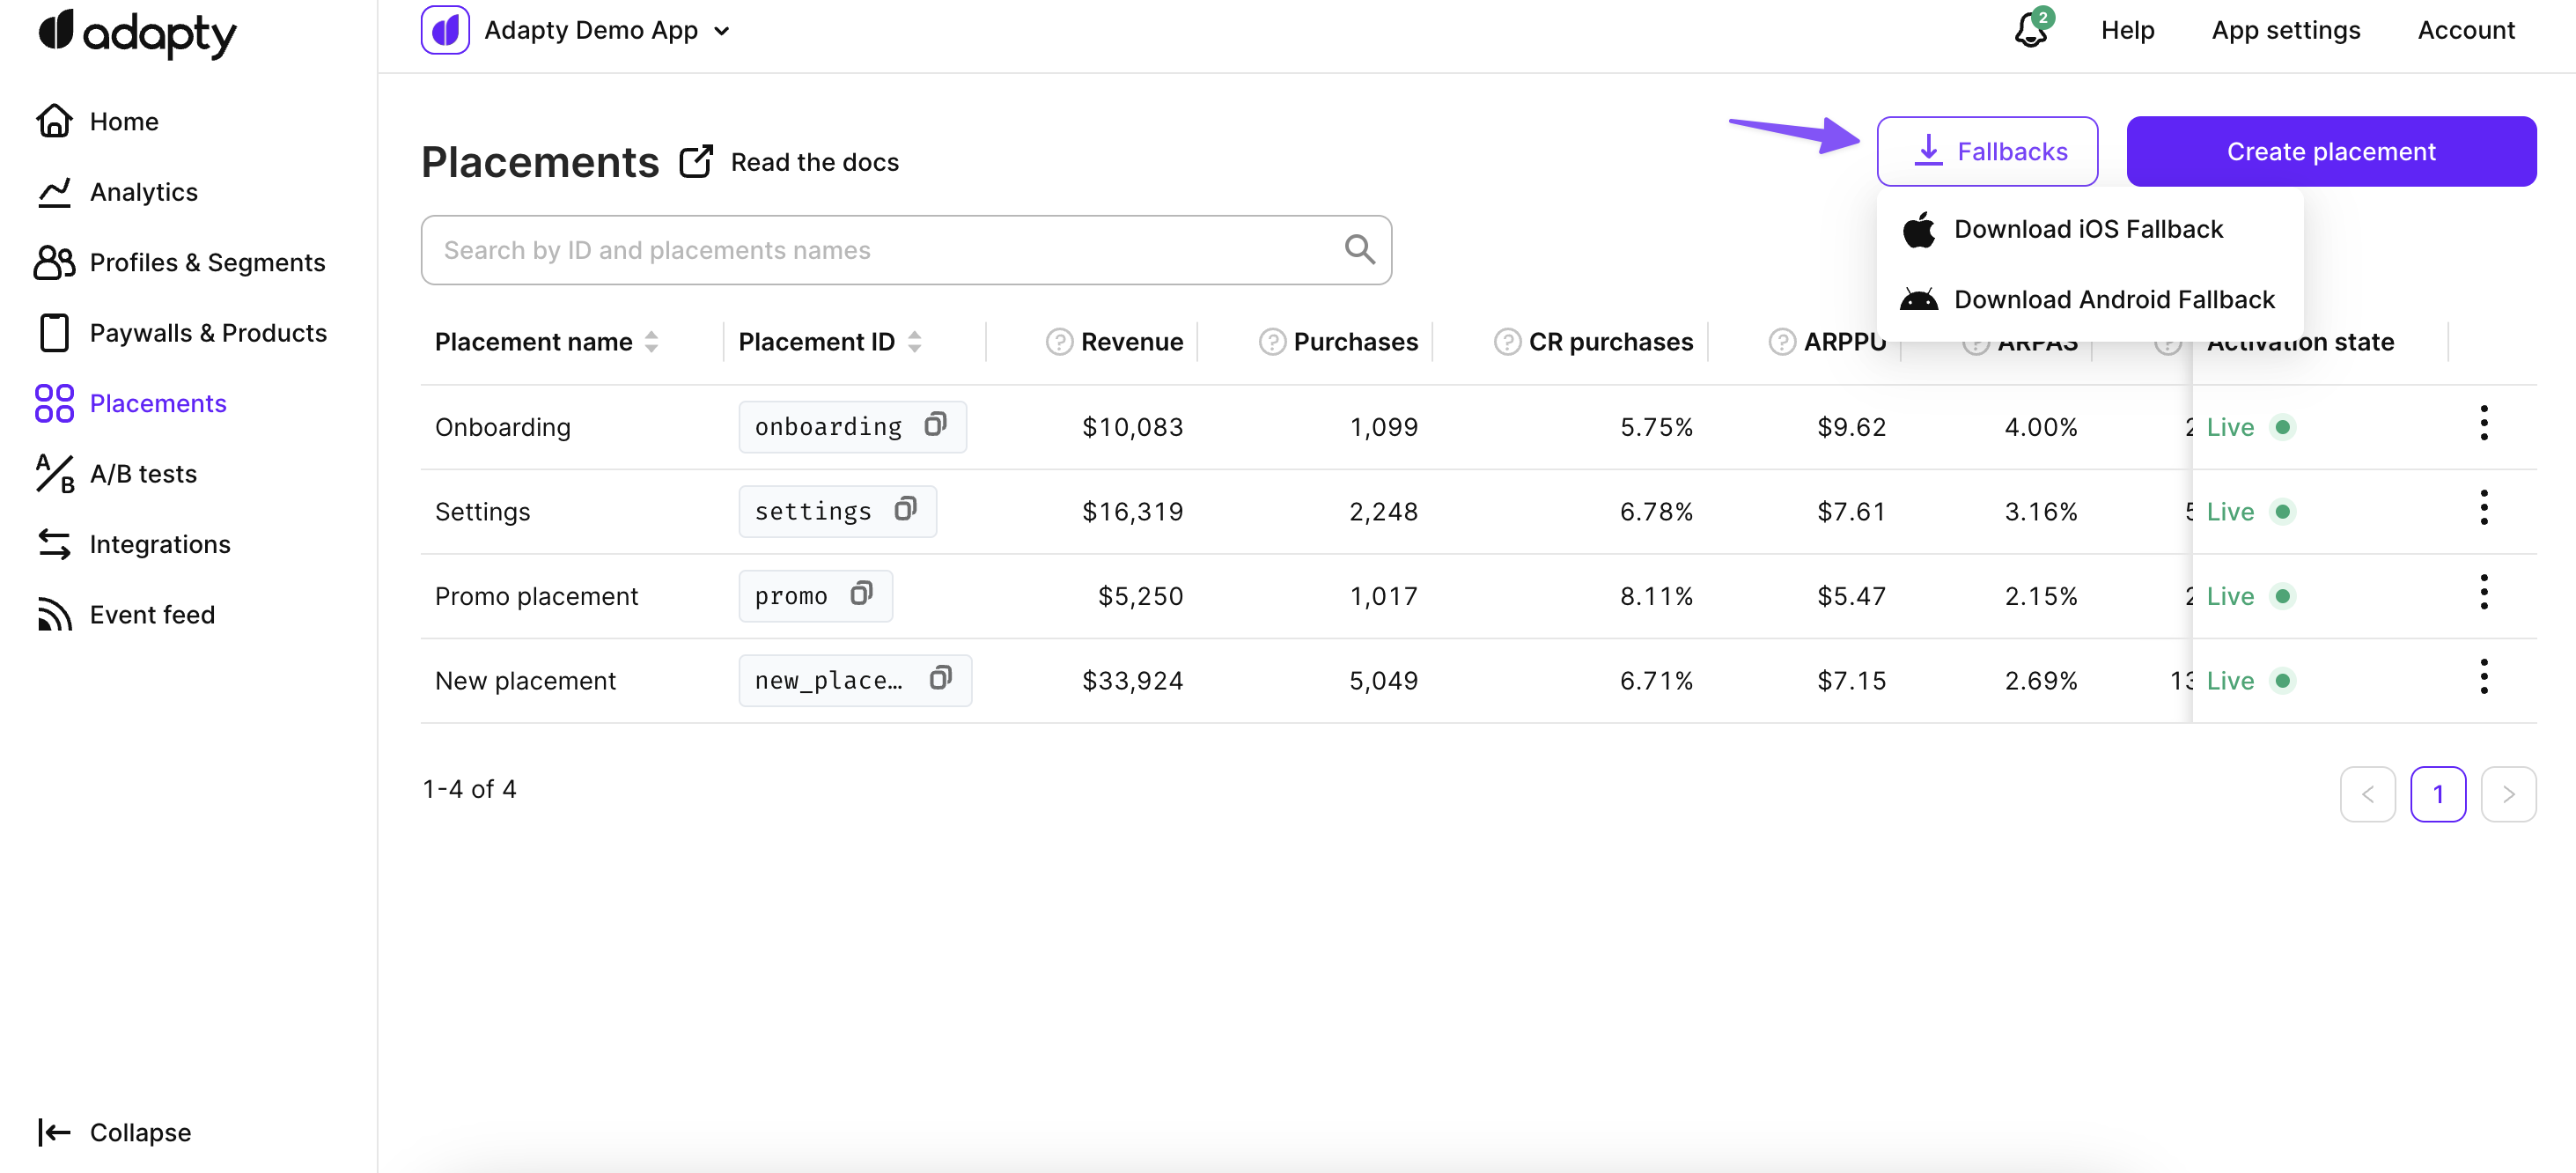 adapty
Adapty Demo App
2
Help
App settings
Account
Home
Analytics
Profiles & Segments
Paywalls & Products
Placements
A/B tests
A/B
Integrations
Event feed
Collapse
Placements
Read the docs
Fallbacks
Create placement
Download iOS Fallback
Download Android Fallback
Search by ID and placements names
Placement name Placement ID ? Revenue ? Purchases ? CR purchases ? ARPPU ? ARPAS ? Activation state
Onboarding onboarding $10,083 1,099 5.75% $9.62 4.00% 2 Live
Settings settings $16,319 2,248 6.78% $7.61 3.16% 5 Live
Promo placement promo $5,250 1,017 8.11% $5.47 2.15% 2 Live
New placement new_place… $33,924 5,049 6.71% $7.15 2.69% 13 Live
1-4 of 4
< 1 >